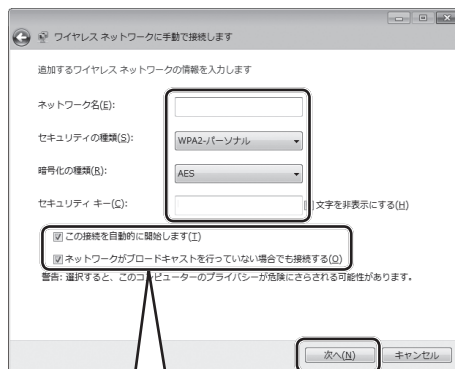 ワイヤレス ネットワークに手動で接続します
追加するワイヤレス ネットワークの情報を入力します
ネットワーク名(E):
セキュリティの種類(S): WPA2-パーソナル
暗号化の種類(R): AES
セキュリティ キー(C): 文字を非表示にする(H)
この接続を自動的に開始します(T)
ネットワークがブロードキャストを行っていない場合でも接続する(O)
警告: 選択すると、このコンピューターのプライバシーが危険にさらされる可能性があります。
次へ(N) キャンセル